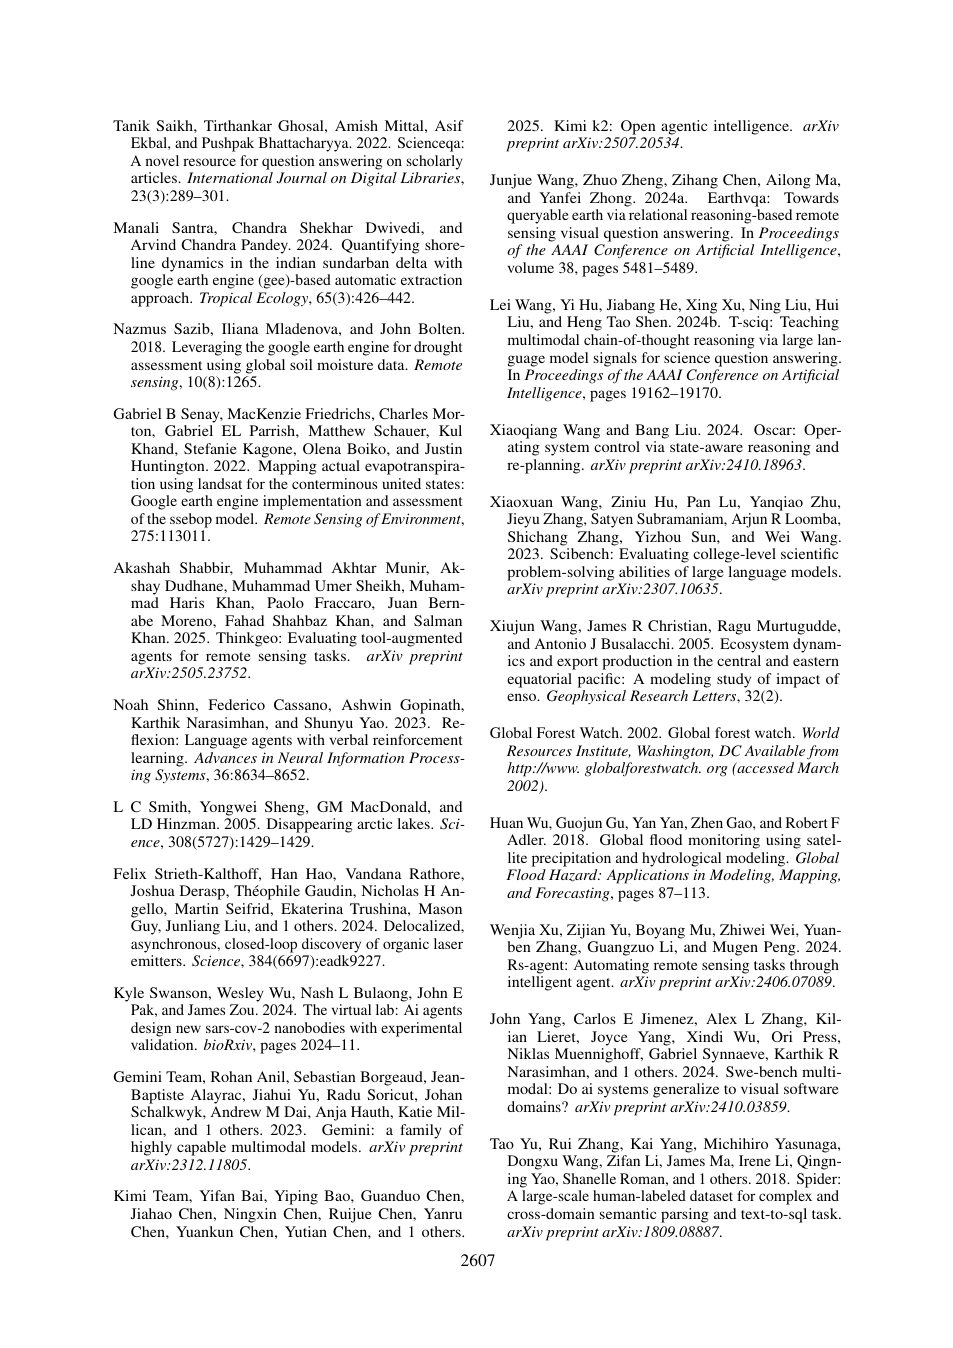 Tanik Saikh, Tirthankar Ghosal, Amish Mittal, Asif
Ekbal, and Pushpak Bhattacharyya. 2022. Scienceqa:
A novel resource for question answering on scholarly
articles. International Journal on Digital Libraries,
23(3):289–301.
Manali Santra, Chandra Shekhar Dwivedi, and
Arvind Chandra Pandey. 2024. Quantifying shore-
line dynamics in the indian sundarban delta with
google earth engine (gee)-based automatic extraction
approach. Tropical Ecology, 65(3):426–442.
Nazmus Sazib, Iliana Mladenova, and John Bolten.
2018. Leveraging the google earth engine for drought
assessment using global soil moisture data. Remote
sensing, 10(8):1265.
Gabriel B Senay, MacKenzie Friedrichs, Charles Mor-
ton, Gabriel EL Parrish, Matthew Schauer, Kul
Khand, Stefanie Kagone, Olena Boiko, and Justin
Huntington. 2022. Mapping actual evapotranspira-
tion using landsat for the conterminous united states:
Google earth engine implementation and assessment
of the ssebop model. Remote Sensing of Environment,
275:113011.
Akashah Shabbir, Muhammad Akhtar Munir, Ak-
shay Dudhane, Muhammad Umer Sheikh, Muham-
mad Haris Khan, Paolo Fraccaro, Juan Bern-
abe Moreno, Fahad Shahbaz Khan, and Salman
Khan. 2025. Thinkgeo: Evaluating tool-augmented
agents for remote sensing tasks. arXiv preprint
arXiv:2505.23752.
Noah Shinn, Federico Cassano, Ashwin Gopinath,
Karthik Narasimhan, and Shunyu Yao. 2023. Re-
flexion: Language agents with verbal reinforcement
learning. Advances in Neural Information Process-
ing Systems, 36:8634–8652.
L C Smith, Yongwei Sheng, GM MacDonald, and
LD Hinzman. 2005. Disappearing arctic lakes. Sci-
ence, 308(5727):1429–1429.
Felix Strieth-Kalthoff, Han Hao, Vandana Rathore,
Joshua Derasp, Théophile Gaudin, Nicholas H An-
gello, Martin Seifrid, Ekaterina Trushina, Mason
Guy, Junliang Liu, and 1 others. 2024. Delocalized,
asynchronous, closed-loop discovery of organic laser
emitters. Science, 384(6697):eadk9227.
Kyle Swanson, Wesley Wu, Nash L Bulaong, John E
Pak, and James Zou. 2024. The virtual lab: Ai agents
design new sars-cov-2 nanobodies with experimental
validation. bioRxiv, pages 2024–11.
Gemini Team, Rohan Anil, Sebastian Borgeaud, Jean-
Baptiste Alayrac, Jiahui Yu, Radu Soricut, Johan
Schalkwyk, Andrew M Dai, Anja Hauth, Katie Mil-
lican, and 1 others. 2023. Gemini: a family of
highly capable multimodal models. arXiv preprint
arXiv:2312.11805.
Kimi Team, Yifan Bai, Yiping Bao, Guanduo Chen,
Jiahao Chen, Ningxin Chen, Ruijue Chen, Yanru
Chen, Yuankun Chen, Yutian Chen, and 1 others.
2025. Kimi k2: Open agentic intelligence. arXiv
preprint arXiv:2507.20534.
Junjue Wang, Zhuo Zheng, Zihang Chen, Ailong Ma,
and Yanfei Zhong. 2024a. Earthvqa: Towards
queryable earth via relational reasoning-based remote
sensing visual question answering. In Proceedings
of the AAAI Conference on Artificial Intelligence,
volume 38, pages 5481–5489.
Lei Wang, Yi Hu, Jiabang He, Xing Xu, Ning Liu, Hui
Liu, and Heng Tao Shen. 2024b. T-sciq: Teaching
multimodal chain-of-thought reasoning via large lan-
guage model signals for science question answering.
In Proceedings of the AAAI Conference on Artificial
Intelligence, pages 19162–19170.
Xiaoqiang Wang and Bang Liu. 2024. Oscar: Oper-
ating system control via state-aware reasoning and
re-planning. arXiv preprint arXiv:2410.18963.
Xiaoxuan Wang, Ziniu Hu, Pan Lu, Yanqiao Zhu,
Jieyu Zhang, Satyen Subramaniam, Arjun R Loomba,
Shichang Zhang, Yizhou Sun, and Wei Wang.
2023. Scibench: Evaluating college-level scientific
problem-solving abilities of large language models.
arXiv preprint arXiv:2307.10635.
Xiujun Wang, James R Christian, Ragu Murtugudde,
and Antonio J Busalacchi. 2005. Ecosystem dynam-
ics and export production in the central and eastern
equatorial pacific: A modeling study of impact of
enso. Geophysical Research Letters, 32(2).
Global Forest Watch. 2002. Global forest watch. World
Resources Institute, Washington, DC Available from
http://www. globalforestwatch. org (accessed March
2002).
Huan Wu, Guojun Gu, Yan Yan, Zhen Gao, and Robert F
Adler. 2018. Global flood monitoring using satel-
lite precipitation and hydrological modeling. Global
Flood Hazard: Applications in Modeling, Mapping,
and Forecasting, pages 87–113.
Wenjia Xu, Zijian Yu, Boyang Mu, Zhiwei Wei, Yuan-
ben Zhang, Guangzuo Li, and Mugen Peng. 2024.
Rs-agent: Automating remote sensing tasks through
intelligent agent. arXiv preprint arXiv:2406.07089.
John Yang, Carlos E Jimenez, Alex L Zhang, Kil-
ian Lieret, Joyce Yang, Xindi Wu, Ori Press,
Niklas Muennighoff, Gabriel Synnaeve, Karthik R
Narasimhan, and 1 others. 2024. Swe-bench multi-
modal: Do ai systems generalize to visual software
domains? arXiv preprint arXiv:2410.03859.
Tao Yu, Rui Zhang, Kai Yang, Michihiro Yasunaga,
Dongxu Wang, Zifan Li, James Ma, Irene Li, Qingn-
ing Yao, Shanelle Roman, and 1 others. 2018. Spider:
A large-scale human-labeled dataset for complex and
cross-domain semantic parsing and text-to-sql task.
arXiv preprint arXiv:1809.08887.
2607